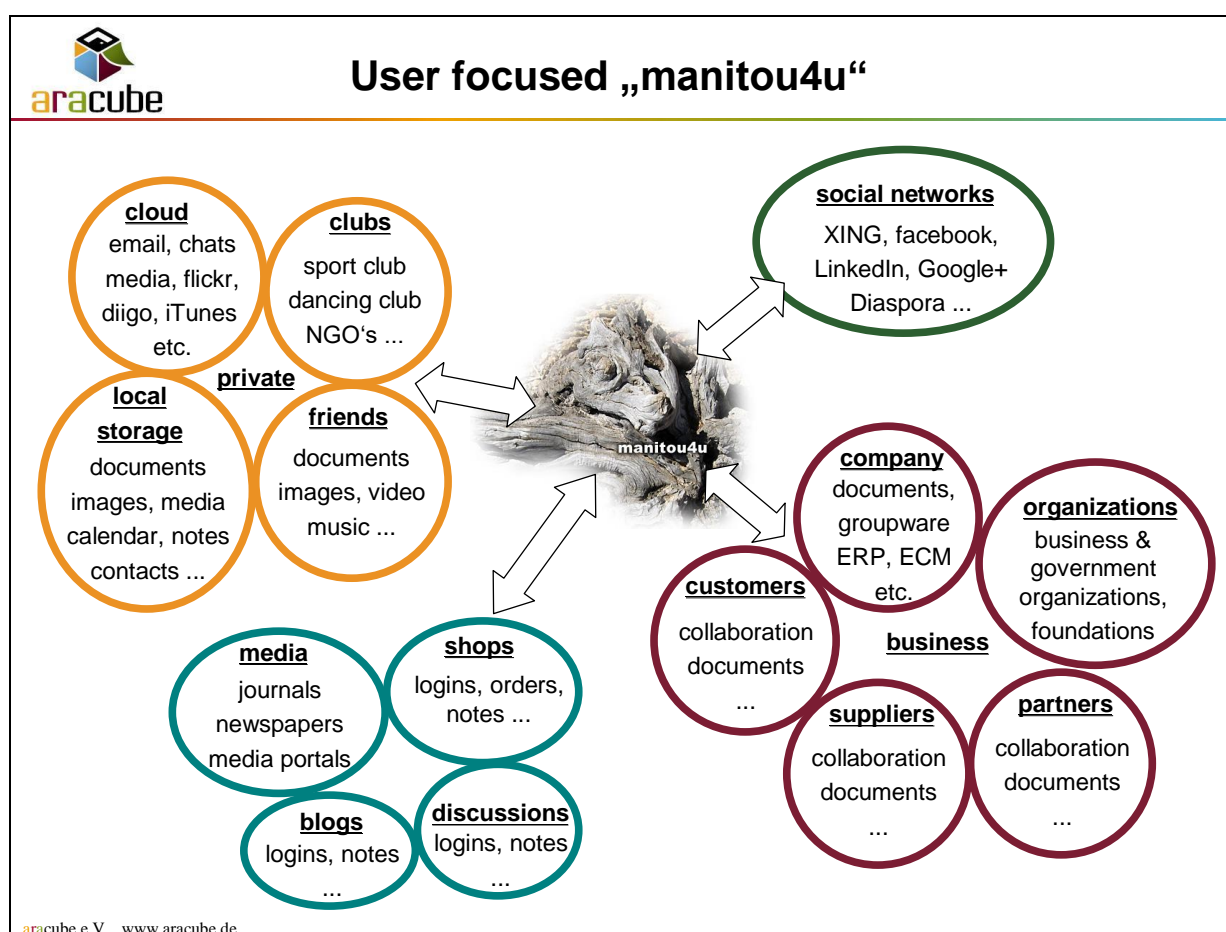 aracube
User focused „manitou4u“
cloud
email, chats
media, flickr,
diigo, iTunes
etc.
clubs
sport club
dancing club
NGO‘s ...
private
local
storage
documents
images, media
calendar, notes
contacts ...
friends
documents
images, video
music ...
manitou4u
social networks
XING, facebook,
LinkedIn, Google+
Diaspora ...
company
documents,
groupware
ERP, ECM
etc.
organizations
business &
government
organizations,
foundations
customers
collaboration
documents
...
business
suppliers
collaboration
documents
...
partners
collaboration
documents
...
media
journals
newspapers
media portals
shops
logins, orders,
notes ...
blogs
logins, notes
...
discussions
logins, notes
...
aracube e.V. www.aracube.de